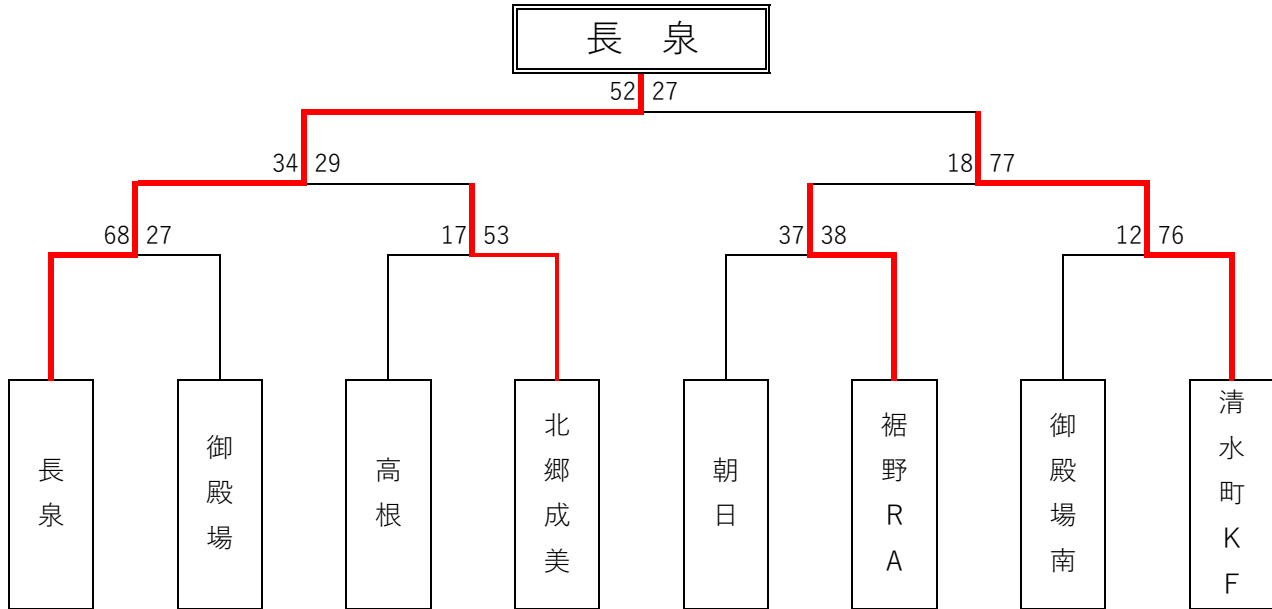 長 泉
52 27
34 29
18 77
68 27
17 53
37 38
12 76
長泉
御殿場
高根
北郷成美
朝日
裾野RA
御殿場南
清水町KF